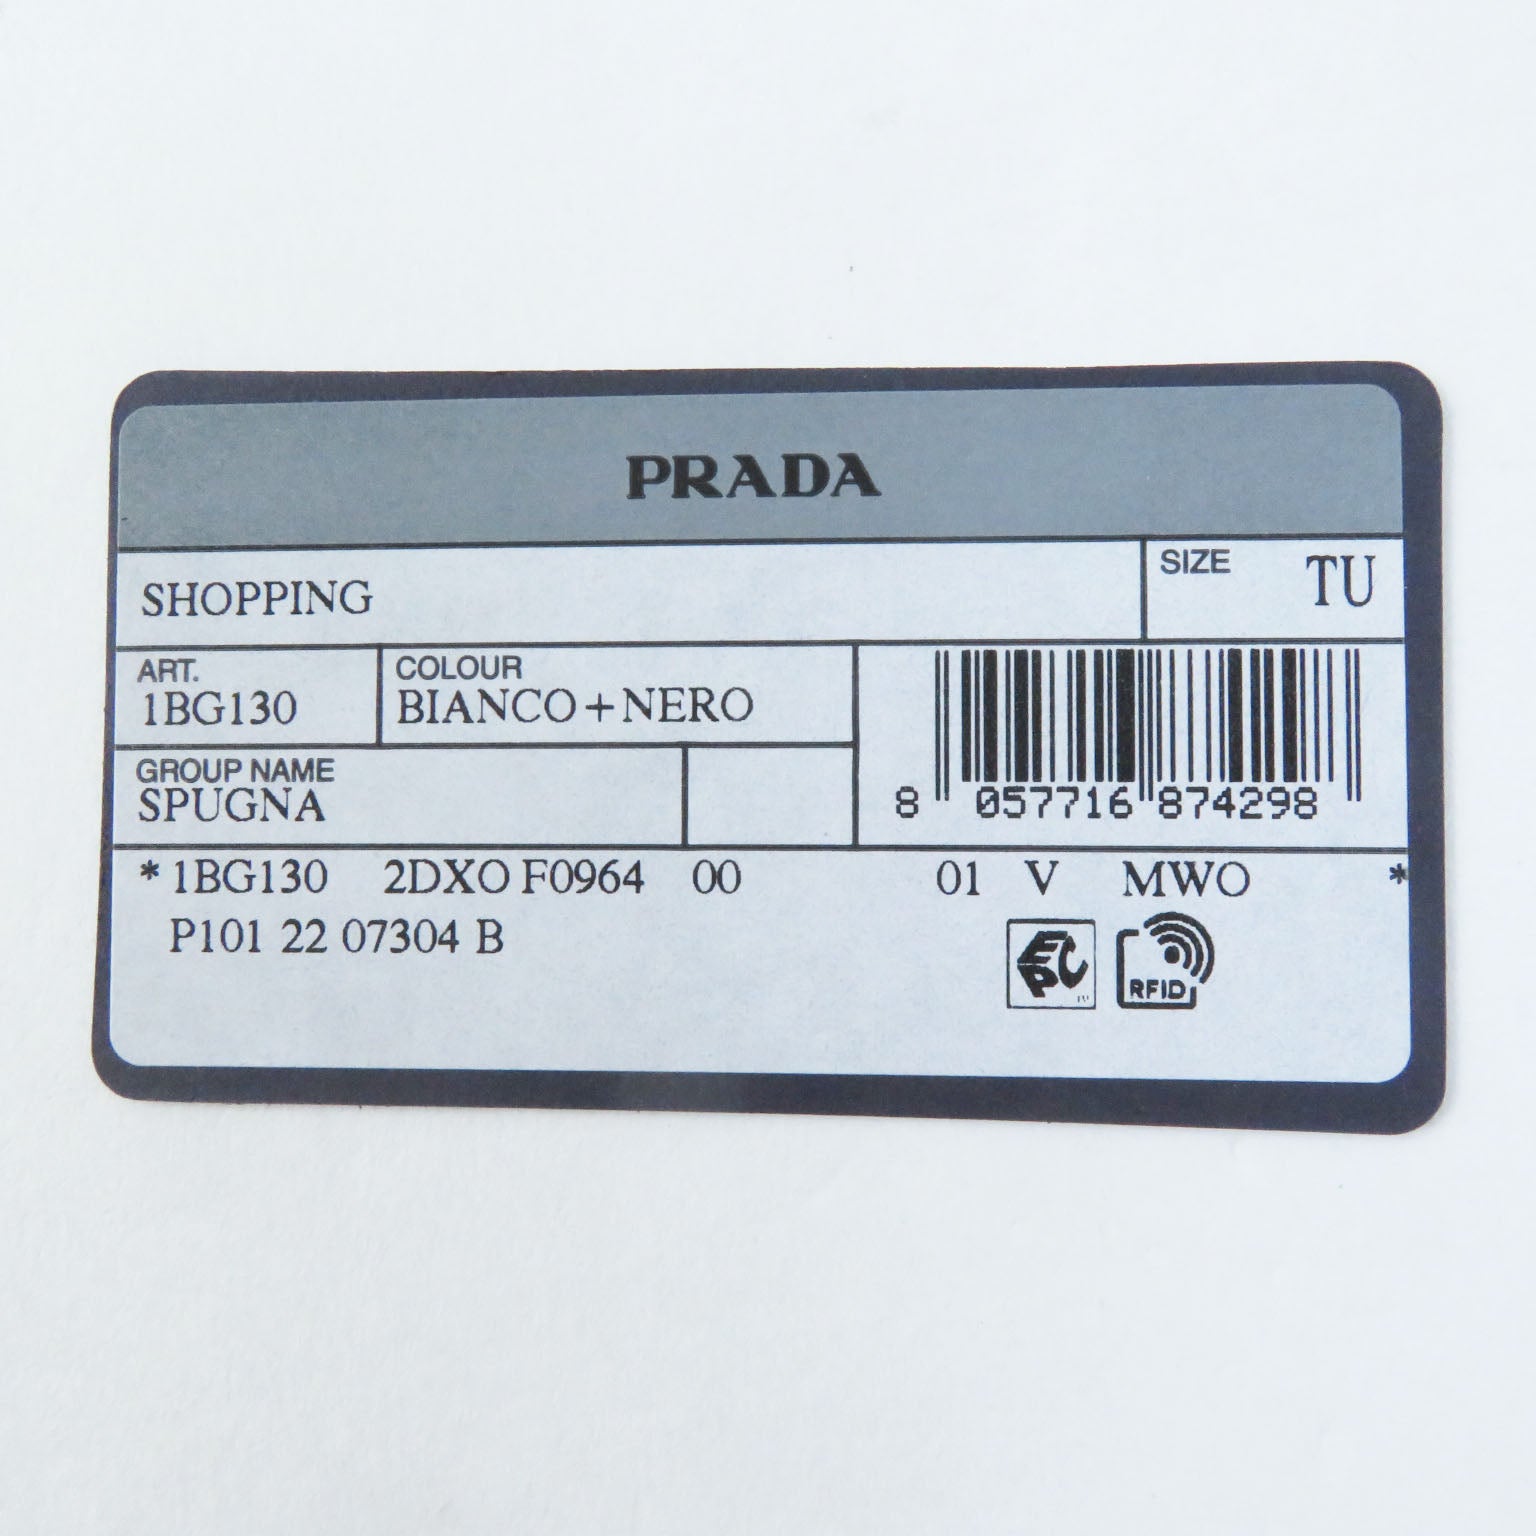 PRADA
SHOPPING
SIZE TU
ART.
1BG130
COLOUR
BIANCO+NERO
GROUP NAME
SPUGNA
8 057716 874298
* 1BG130 2DXO F0964 00 01 V MWO *
P101 22 07304 B
EPC
RFID